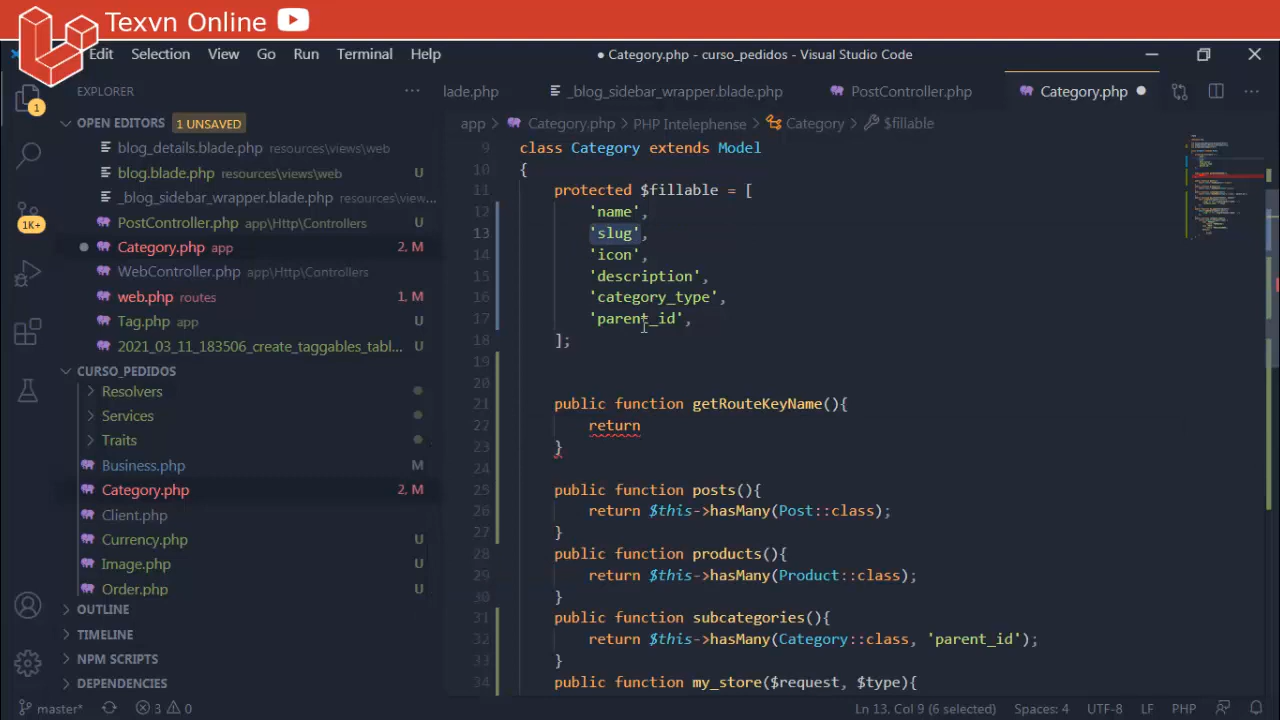 Texvn Online
Edit Selection View Go Run Terminal Help
● Category.php - curso_pedidos - Visual Studio Code
EXPLORER
···
lade.php
_blog_sidebar_wrapper.blade.php
PostController.php
Category.php ●
1
OPEN EDITORS 1 UNSAVED
app > Category.php > PHP Intelephense > Category > $fillable
blog_details.blade.php resources\views\web
blog.blade.php resources\views\web U
_blog_sidebar_wrapper.blade.php resources\view...
PostController.php app\Http\Controllers U
Category.php app 2, M
WebController.php app\Http\Controllers
web.php routes 1, M
Tag.php app U
2021_03_11_183506_create_taggables_tabl... U
1K+
CURSO_PEDIDOS
Resolvers
Services
Traits
Business.php M
Category.php 2, M
Client.php
Currency.php U
Image.php U
Order.php U
OUTLINE
TIMELINE
NPM SCRIPTS
DEPENDENCIES
9 class Category extends Model
10 {
11 protected $fillable = [
12 'name',
13 'slug',
14 'icon',
15 'description',
16 'category_type',
17 'parent_id',
18 ];
19
20
21 public function getRouteKeyName(){
22 return
23 }
24
25 public function posts(){
26 return $this->hasMany(Post::class);
27 }
28 public function products(){
29 return $this->hasMany(Product::class);
30 }
31 public function subcategories(){
32 return $this->hasMany(Category::class, 'parent_id');
33 }
34 public function my_store($request, $type){
master* 3 0
Ln 13, Col 9 (6 selected) Spaces: 4 UTF-8 LF PHP